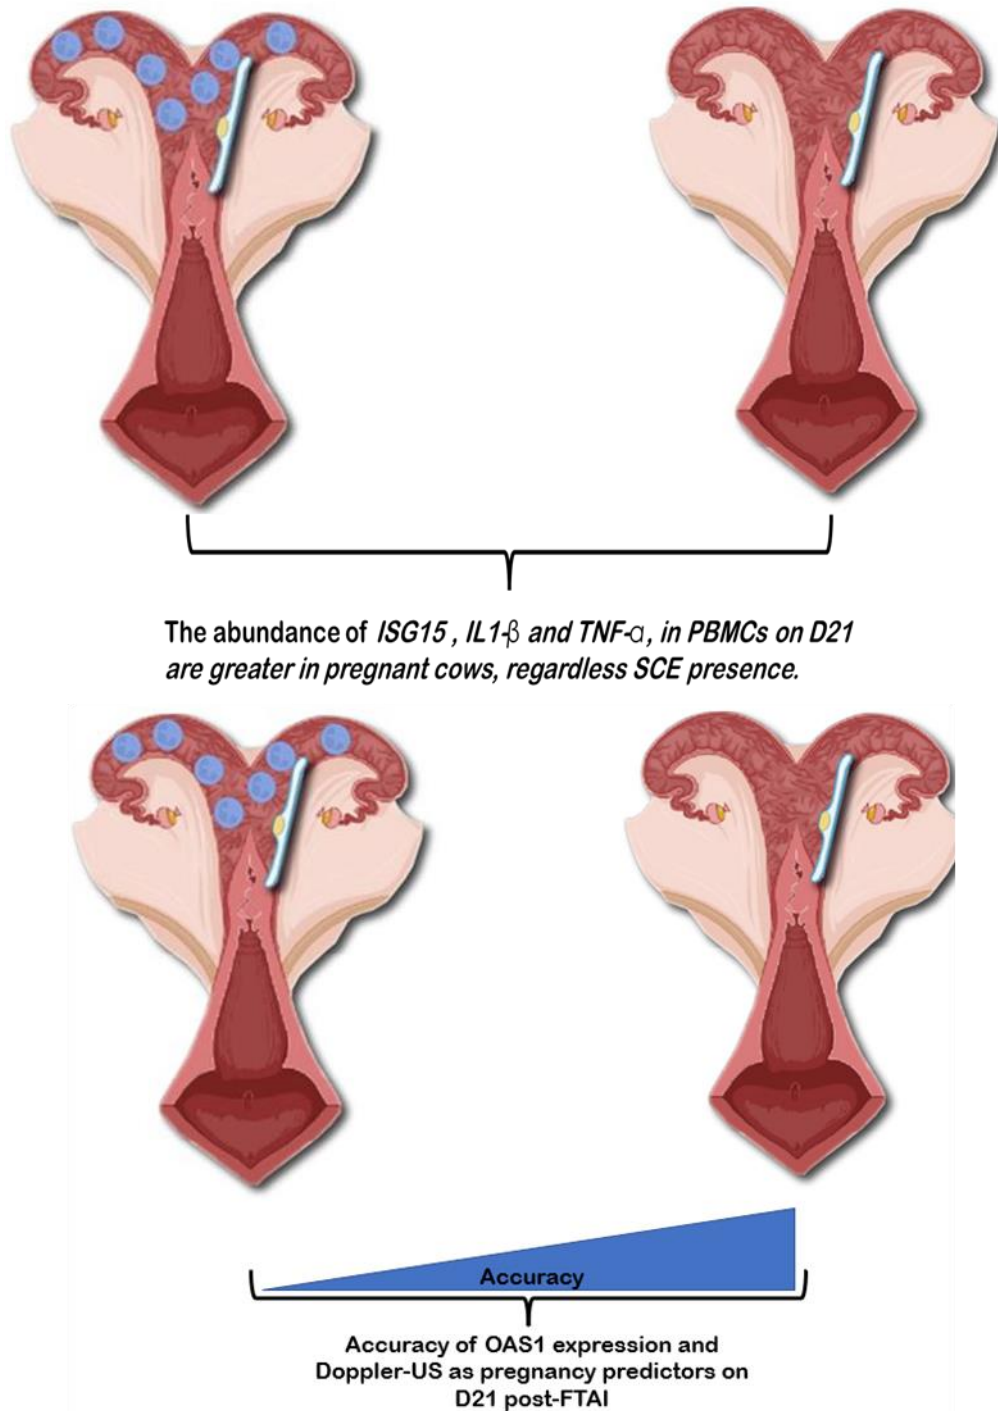 The abundance of ISG15 , IL1-β and TNF-α, in PBMCs on D21
are greater in pregnant cows, regardless SCE presence.
Accuracy
Accuracy of OAS1 expression and
Doppler-US as pregnancy predictors on
D21 post-FTAI